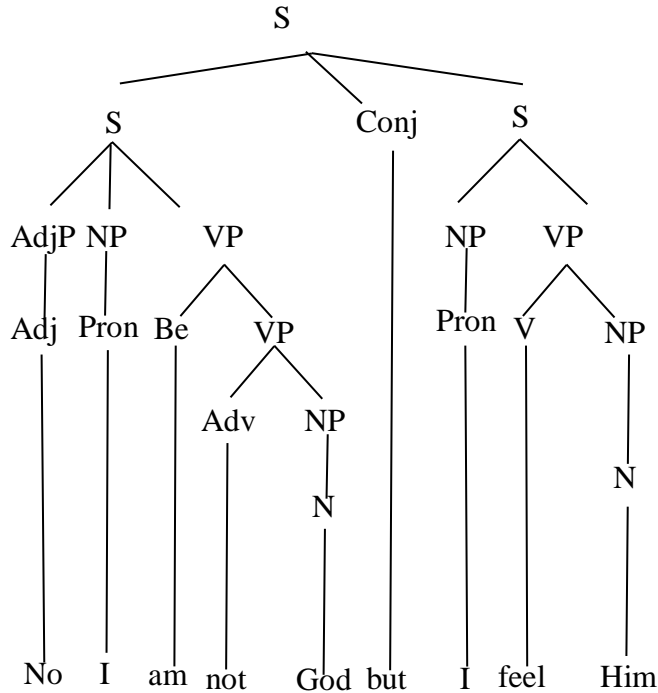 S
S Conj S
AdjP NP VP NP VP
Adj Pron Be VP Pron V NP
Adv NP
N
N
No I am not God but I feel Him